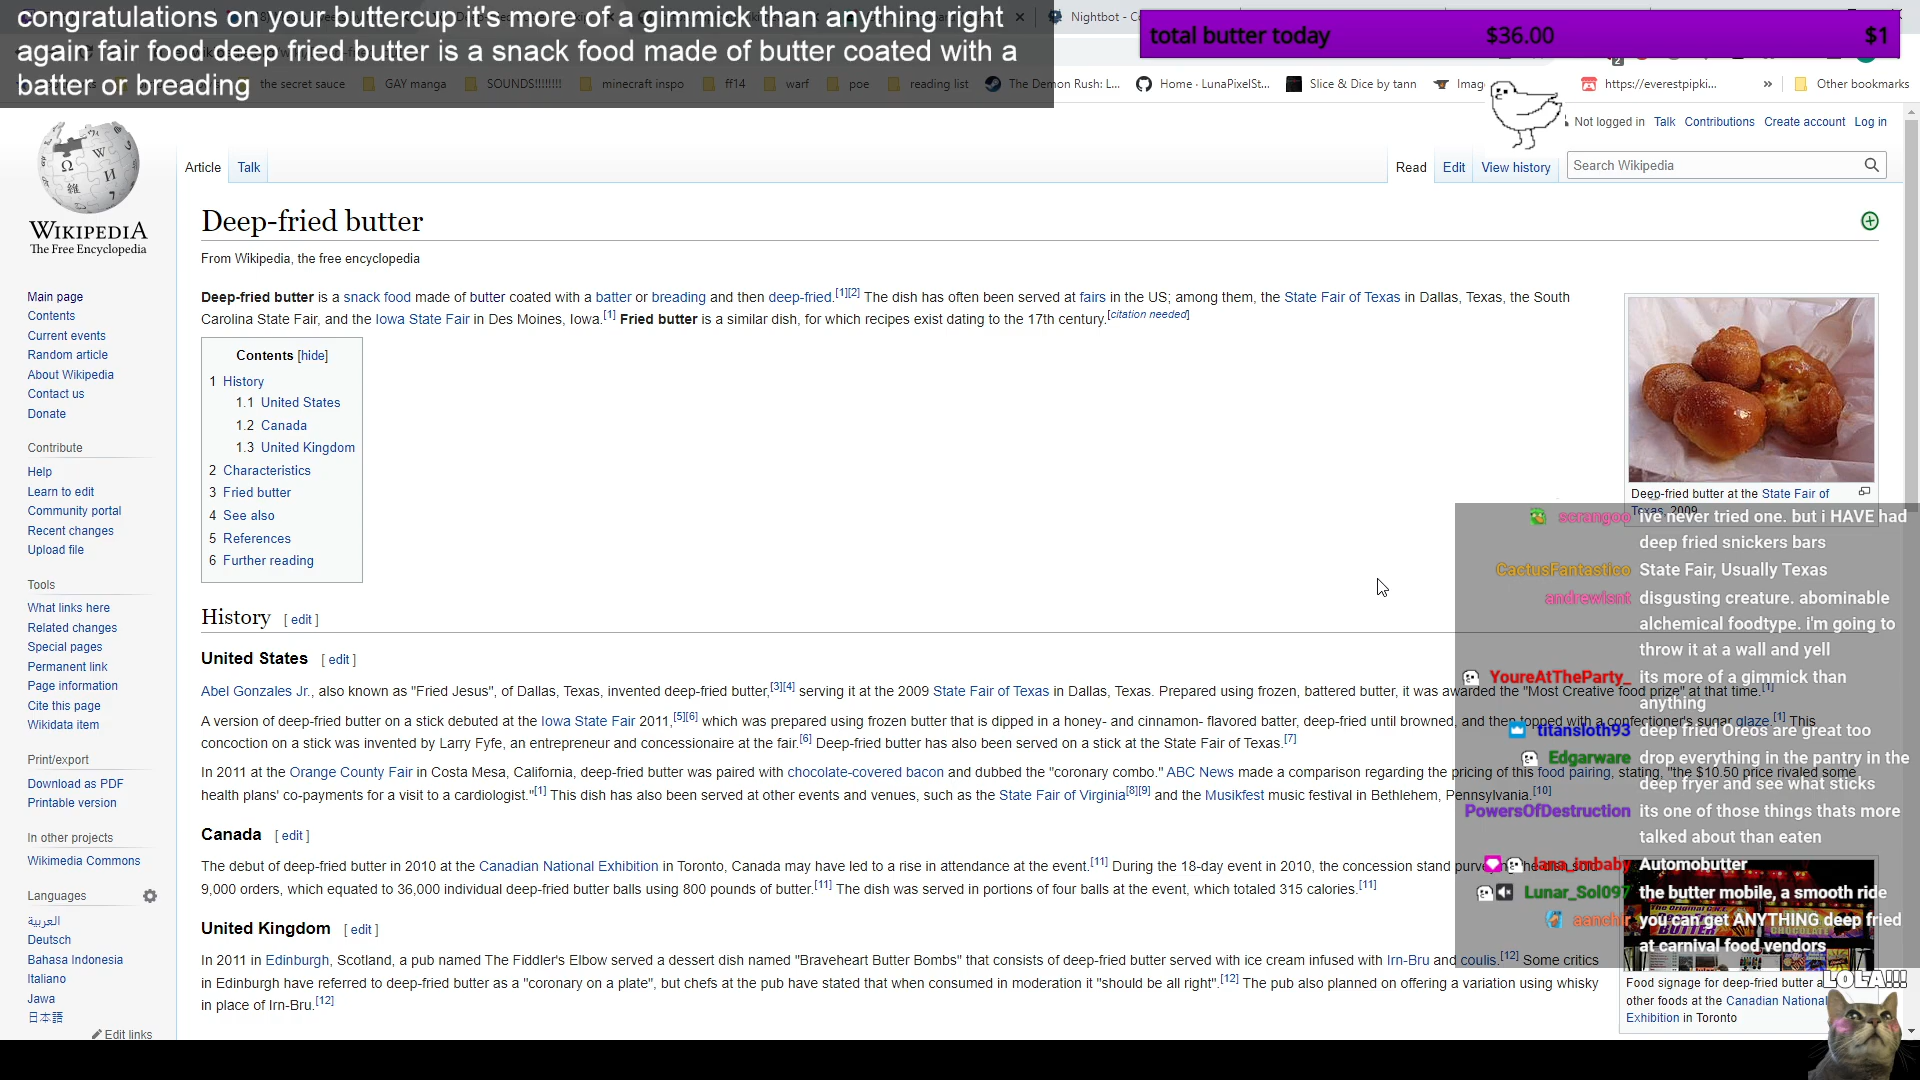 congratulations on your buttercup it's more of a gimmick than anything right
again fair food deep fried butter is a snack food made of butter coated with a
batter or breading
Nightbot - C
total butter today $36.00 $1
the secret sauce GAY manga SOUNDS!!!!!!!! minecraft inspo ff14 warf poe reading list The Demon Rush: L... Home · LunaPixelSt... Slice & Dice by tann Imag https://everestpipki... » Other bookmarks
Not logged in Talk Contributions Create account Log in
Article Talk Read Edit View history Search Wikipedia
WIKIPEDIA
The Free Encyclopedia
Main page
Contents
Current events
Random article
About Wikipedia
Contact us
Donate
Contribute
Help
Learn to edit
Community portal
Recent changes
Upload file
Tools
What links here
Related changes
Special pages
Permanent link
Page information
Cite this page
Wikidata item
Print/export
Download as PDF
Printable version
In other projects
Wikimedia Commons
Languages
العربية
Deutsch
Bahasa Indonesia
Italiano
Jawa
日本語
Edit links
Deep-fried butter
From Wikipedia, the free encyclopedia
Deep-fried butter is a snack food made of butter coated with a batter or breading and then deep-fried.[1][2] The dish has often been served at fairs in the US; among them, the State Fair of Texas in Dallas, Texas, the South
Carolina State Fair, and the Iowa State Fair in Des Moines, Iowa.[1] Fried butter is a similar dish, for which recipes exist dating to the 17th century.[citation needed]
Contents [hide]
1 History
1.1 United States
1.2 Canada
1.3 United Kingdom
2 Characteristics
3 Fried butter
4 See also
5 References
6 Further reading
Deep-fried butter at the State Fair of
Texas, 2009
History [ edit ]
United States [ edit ]
Abel Gonzales Jr., also known as "Fried Jesus", of Dallas, Texas, invented deep-fried butter,[3][4] serving it at the 2009 State Fair of Texas in Dallas, Texas. Prepared using frozen, battered butter, it was awarded the "Most Creative food prize" at that time.[1]
A version of deep-fried butter on a stick debuted at the Iowa State Fair 2011,[5][6] which was prepared using frozen butter that is dipped in a honey- and cinnamon- flavored batter, deep-fried until browned, and then topped with a confectioner's sugar glaze.[1] This
concoction on a stick was invented by Larry Fyfe, an entrepreneur and concessionaire at the fair.[6] Deep-fried butter has also been served on a stick at the State Fair of Texas.[7]
In 2011 at the Orange County Fair in Costa Mesa, California, deep-fried butter was paired with chocolate-covered bacon and dubbed the "coronary combo." ABC News made a comparison regarding the pricing of this food pairing, stating, "the $10.50 price rivaled some
health plans' co-payments for a visit to a cardiologist."[1] This dish has also been served at other events and venues, such as the State Fair of Virginia[8][9] and the Musikfest music festival in Bethlehem, Pennsylvania.[10]
Canada [ edit ]
The debut of deep-fried butter in 2010 at the Canadian National Exhibition in Toronto, Canada may have led to a rise in attendance at the event.[11] During the 18-day event in 2010, the concession stand purveying the dish sold
9,000 orders, which equated to 36,000 individual deep-fried butter balls using 800 pounds of butter.[11] The dish was served in portions of four balls at the event, which totaled 315 calories.[11]
United Kingdom [ edit ]
In 2011 in Edinburgh, Scotland, a pub named The Fiddler's Elbow served a dessert dish named "Braveheart Butter Bombs" that consists of deep-fried butter served with ice cream infused with Irn-Bru and coulis.[12] Some critics
in Edinburgh have referred to deep-fried butter as a "coronary on a plate", but chefs at the pub have stated that when consumed in moderation it "should be all right".[12] The pub also planned on offering a variation using whisky
in place of Irn-Bru.[12]
scrangoo ive never tried one. but i HAVE had
deep fried snickers bars
CactusFantastico State Fair, Usually Texas
andrewisnt disgusting creature. abominable
alchemical foodtype. i'm going to
throw it at a wall and yell
YoureAtTheParty_ its more of a gimmick than
anything
titansloth93 deep fried Oreos are great too
Edgarware drop everything in the pantry in the
deep fryer and see what sticks
PowersOfDestruction its one of those things thats more
talked about than eaten
lana_imbaby Automobutter
Lunar_Sol097 the butter mobile, a smooth ride
aanchir you can get ANYTHING deep fried
at carnival food vendors
BUTTER CHOCOLATE
LOLA!!!
Food signage for deep-fried butter a
other foods at the Canadian National
Exhibition in Toronto